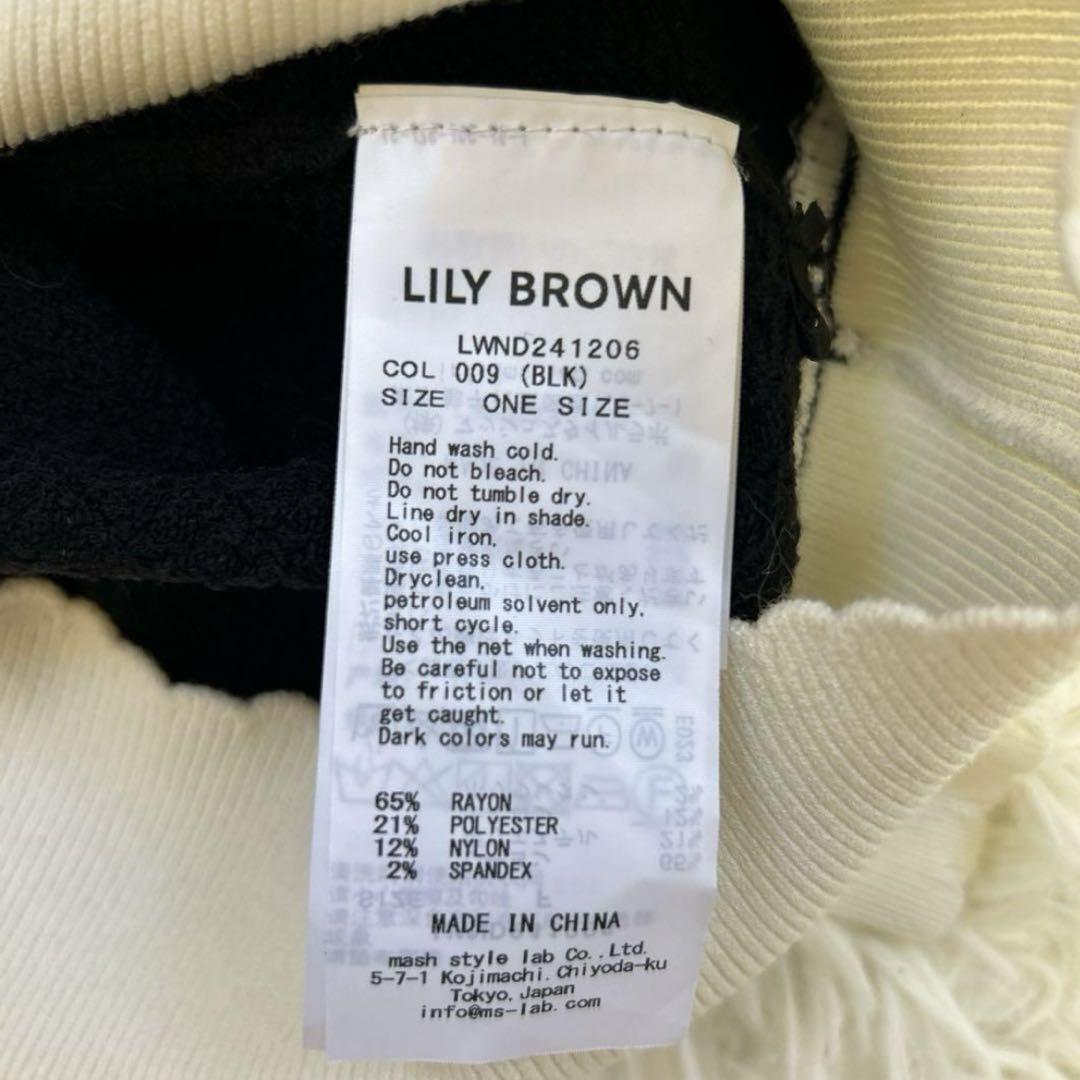 LILY BROWN
LWND241206
COL 009 (BLK)
SIZE ONE SIZE
Hand wash cold.
Do not bleach.
Do not tumble dry.
Line dry in shade.
Cool iron,
use press cloth.
Dryclean,
petroleum solvent only,
short cycle.
Use the net when washing.
Be careful not to expose
to friction or let it
get caught.
Dark colors may run.
65% RAYON
21% POLYESTER
12% NYLON
2% SPANDEX
MADE IN CHINA
mash style lab Co.,Ltd.
5-7-1 Kojimachi, Chiyoda-ku
Tokyo, Japan
info@ms-lab.com